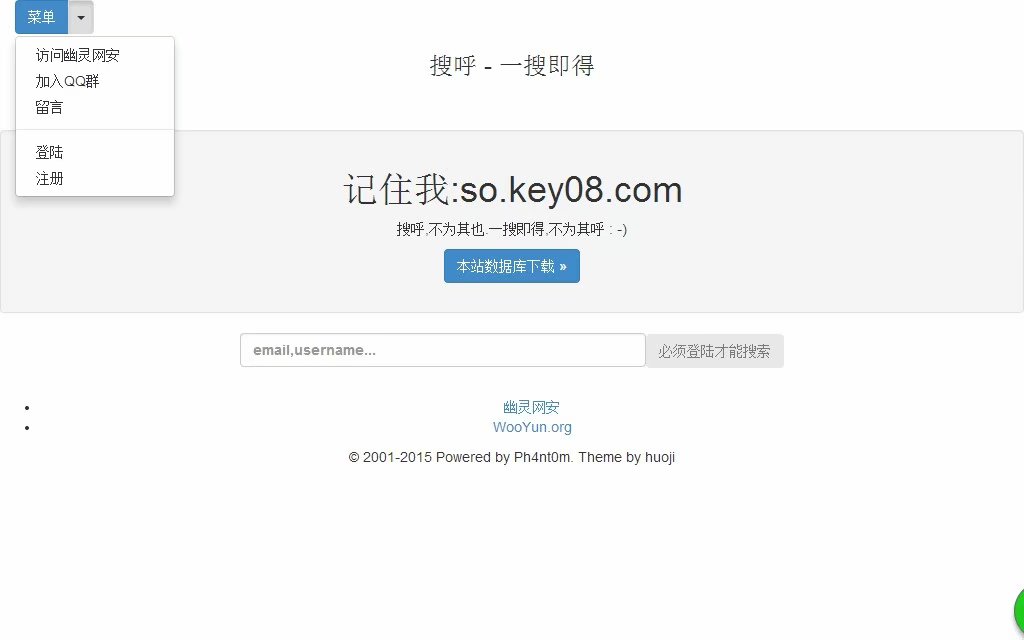 菜单
访问幽灵网安
加入QQ群
留言
登陆
注册
搜呼 - 一搜即得
记住我:so.key08.com
搜呼,不为其也.一搜即得,不为其呼 : -)
本站数据库下载 »
email,username...
必须登陆才能搜索
幽灵网安
WooYun.org
© 2001-2015 Powered by Ph4nt0m. Theme by huoji